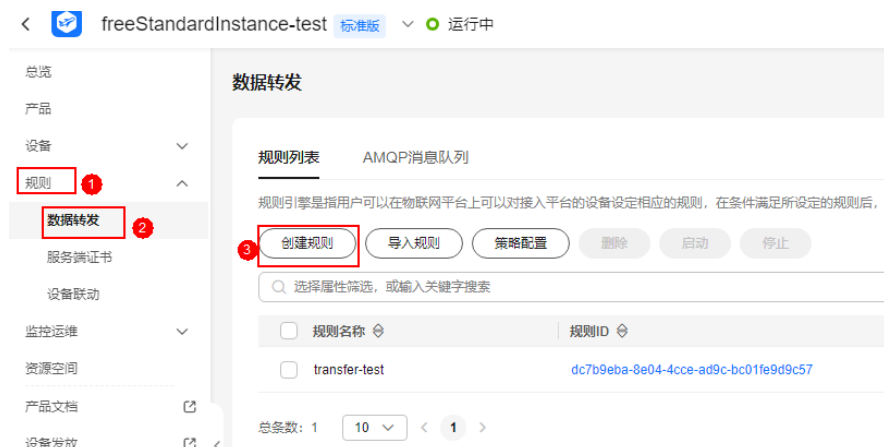 freeStandardInstance-test 标准版 运行中
总览
产品
设备
规则 1
数据转发 2
服务端证书
设备联动
监控运维
资源空间
产品文档
设备发放
数据转发
规则列表 AMQP消息队列
规则引擎是指用户可以在物联网平台上可以对接入平台的设备设定相应的规则，在条件满足所设定的规则后，
3 创建规则 导入规则 策略配置 删除 启动 停止
选择属性筛选，或输入关键字搜索
规则名称 规则ID
transfer-test dc7b9eba-8e04-4cce-ad9c-bc01fe9d9c57
总条数：1 10 1